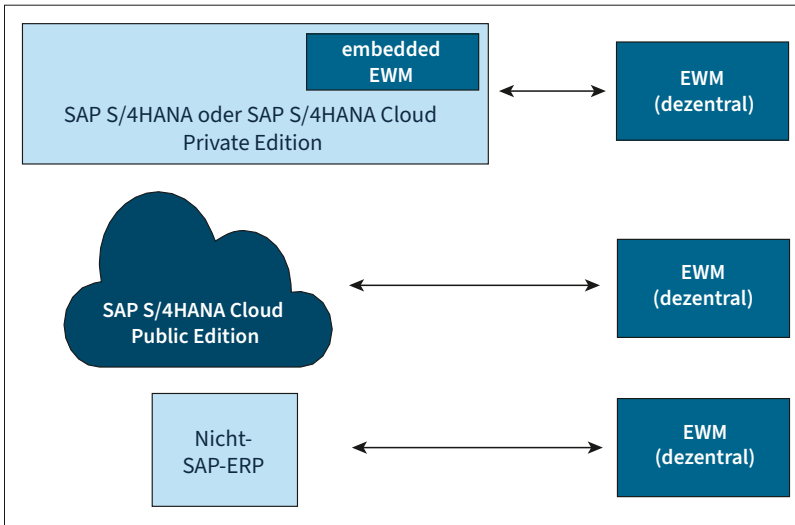 embedded
EWM
SAP S/4HANA oder SAP S/4HANA Cloud
Private Edition
EWM
(dezentral)
SAP S/4HANA Cloud
Public Edition
EWM
(dezentral)
Nicht-
SAP-ERP
EWM
(dezentral)